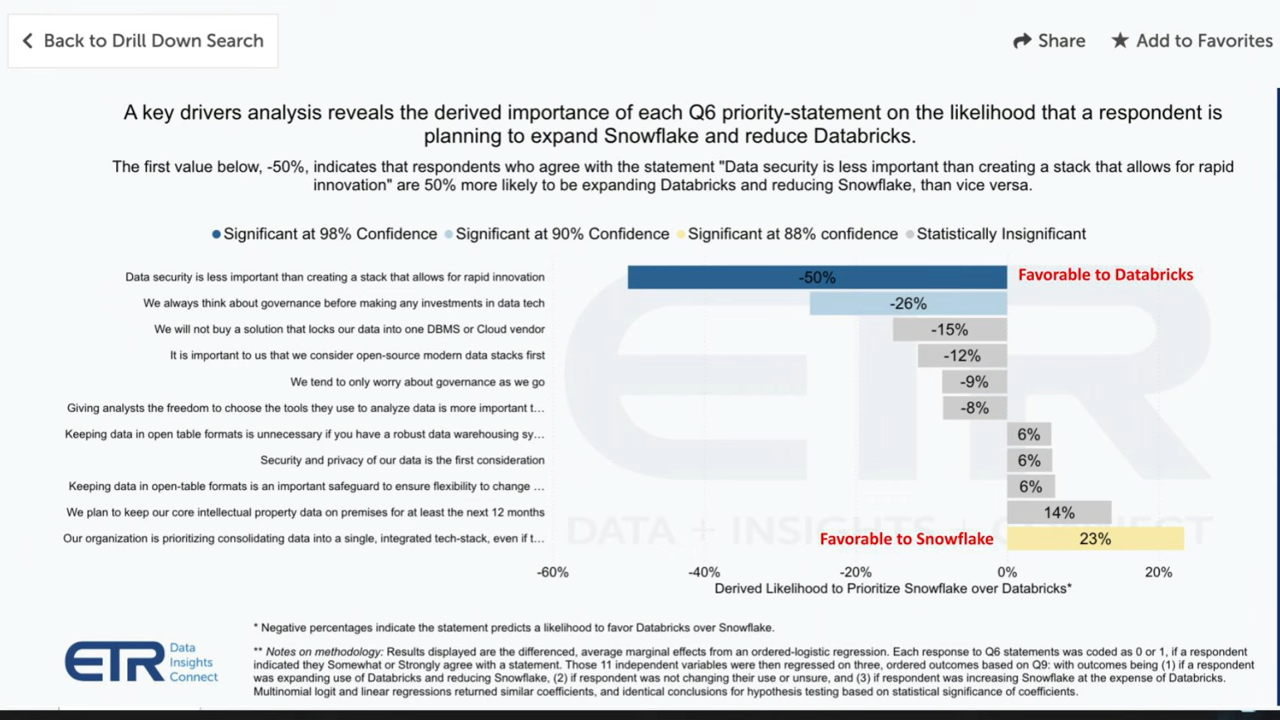 Back to Drill Down Search
Share
Add to Favorites
A key drivers analysis reveals the derived importance of each Q6 priority-statement on the likelihood that a respondent is
planning to expand Snowflake and reduce Databricks.
The first value below, -50%, indicates that respondents who agree with the statement "Data security is less important than creating a stack that allows for rapid
innovation" are 50% more likely to be expanding Databricks and reducing Snowflake, than vice versa.
Significant at 98% Confidence
Significant at 90% Confidence
Significant at 88% confidence
Statistically Insignificant
Data security is less important than creating a stack that allows for rapid innovation
-50%
Favorable to Databricks
We always think about governance before making any investments in data tech
-26%
We will not buy a solution that locks our data into one DBMS or Cloud vendor
-15%
It is important to us that we consider open-source modern data stacks first
-12%
We tend to only worry about governance as we go
-9%
Giving analysts the freedom to choose the tools they use to analyze data is more important t...
-8%
Keeping data in open table formats is unnecessary if you have a robust data warehousing sy...
6%
Security and privacy of our data is the first consideration
6%
Keeping data in open-table formats is an important safeguard to ensure flexibility to change ...
6%
We plan to keep our core intellectual property data on premises for at least the next 12 months
14%
Our organization is prioritizing consolidating data into a single, integrated tech-stack, even if t...
Favorable to Snowflake
23%
ETR
DATA + INSIGHTS + CONNECT
-60%
-40%
-20%
0%
20%
Derived Likelihood to Prioritize Snowflake over Databricks*
* Negative percentages indicate the statement predicts a likelihood to favor Databricks over Snowflake.
ETR
Data
Insights
Connect
** Notes on methodology: Results displayed are the differenced, average marginal effects from an ordered-logistic regression. Each response to Q6 statements was coded as 0 or 1, if a respondent
indicated they Somewhat or Strongly agree with a statement. Those 11 independent variables were then regressed on three, ordered outcomes based on Q9: with outcomes being (1) if a respondent
was expanding use of Databricks and reducing Snowflake, (2) if respondent was not changing their use or unsure, and (3) if respondent was increasing Snowflake at the expense of Databricks.
Multinomial logit and linear regressions returned similar coefficients, and identical conclusions for hypothesis testing based on statistical significance of coefficients.